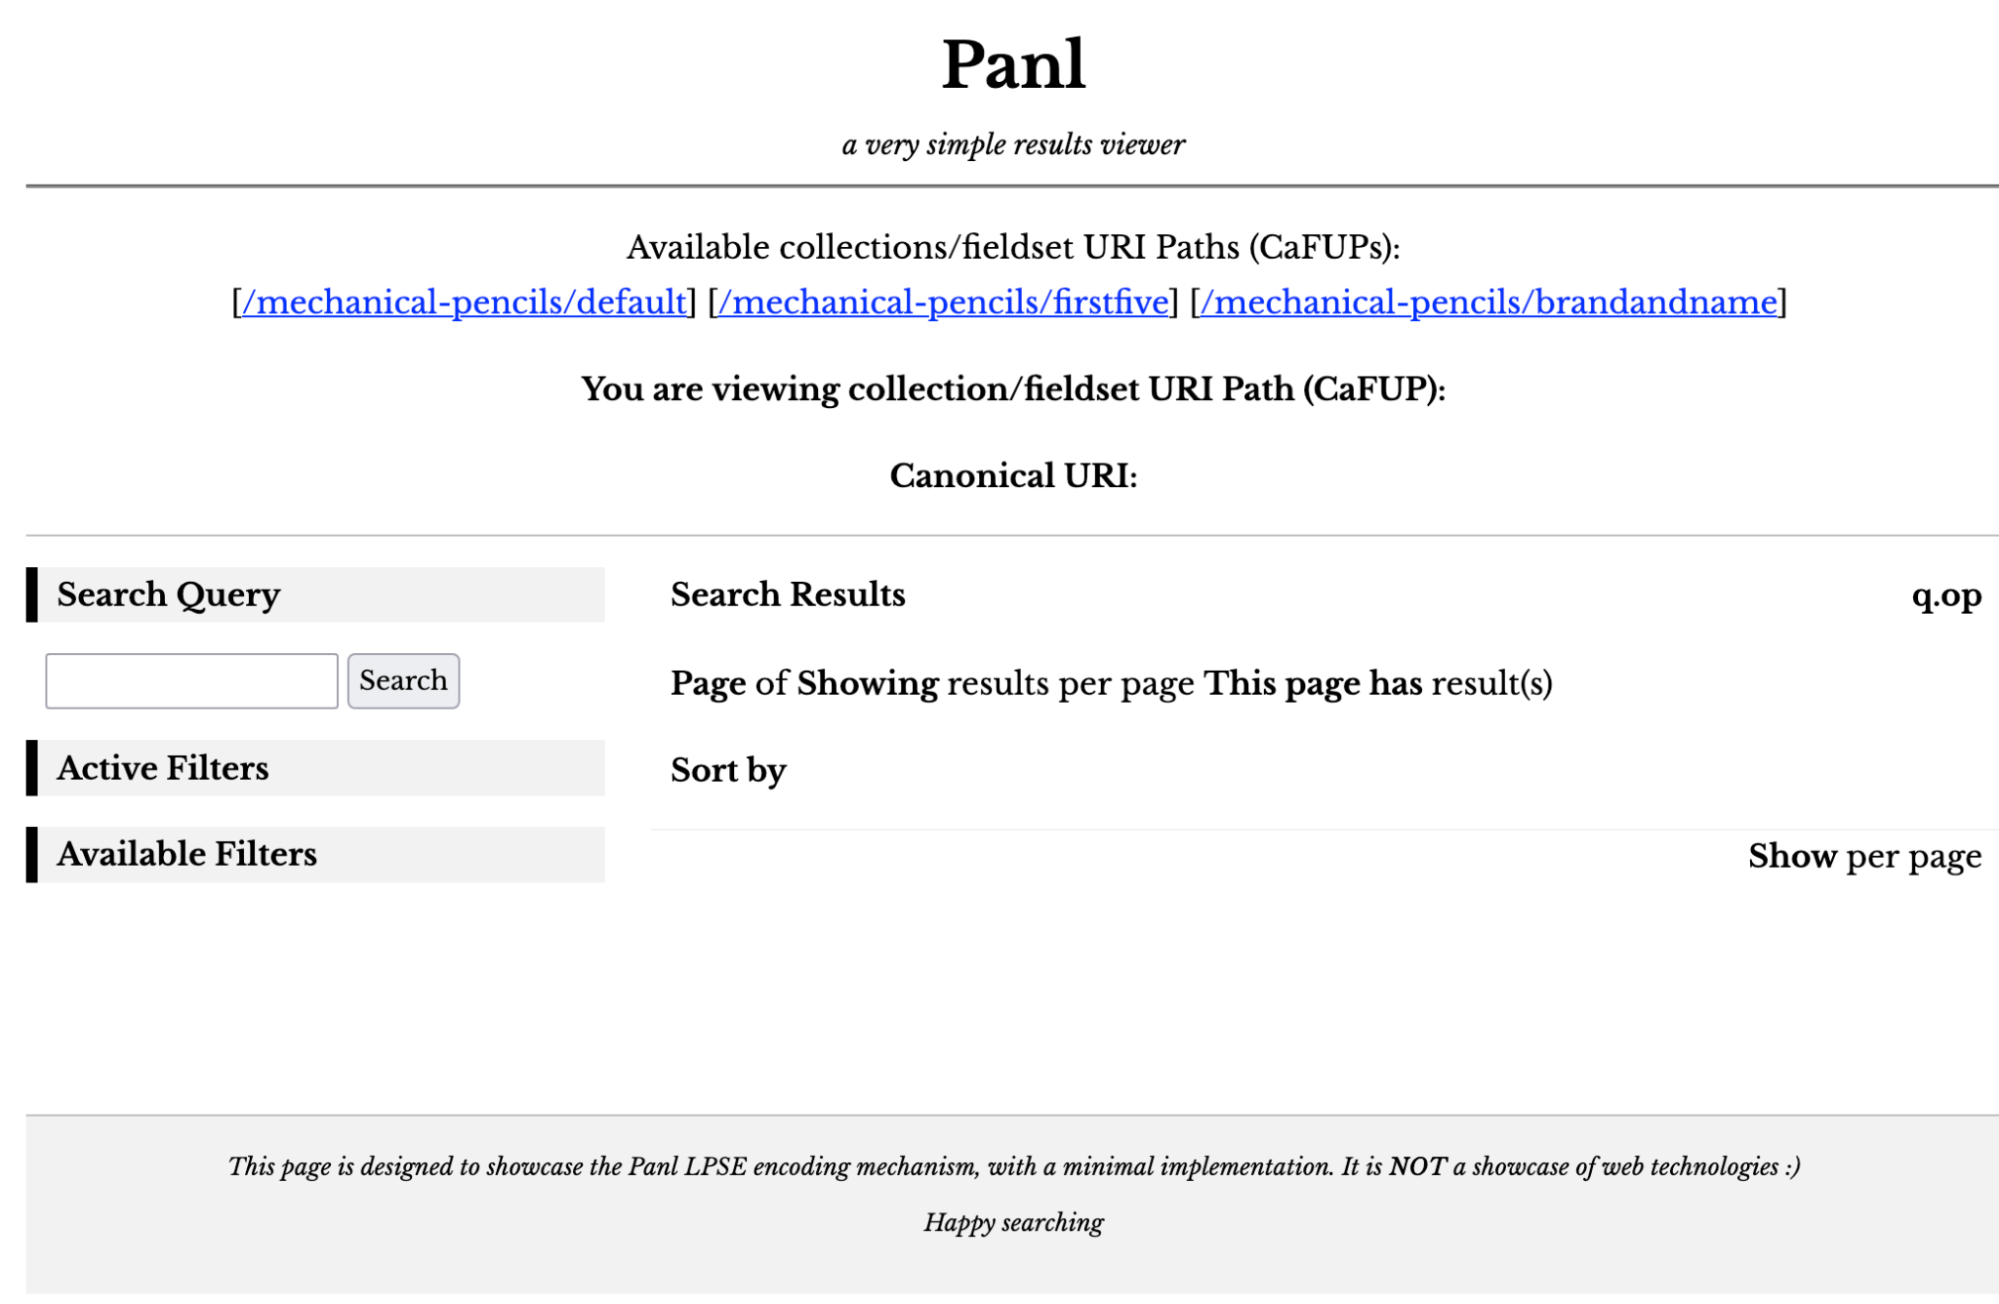 Panl
a very simple results viewer
Available collections/fieldset URI Paths (CaFUPs):
[/mechanical-pencils/default] [/mechanical-pencils/firstfive] [/mechanical-pencils/brandandname]
You are viewing collection/fieldset URI Path (CaFUP):
Canonical URI:
Search Query
Search
Active Filters
Available Filters
Search Results
q.op
Page of Showing results per page This page has result(s)
Sort by
Show per page
This page is designed to showcase the Panl LPSE encoding mechanism, with a minimal implementation. It is NOT a showcase of web technologies :)
Happy searching